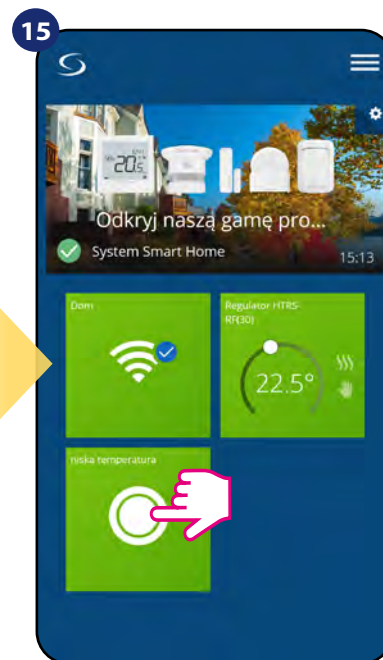 15
20.5
Odkryj naszą gamę pro...
System Smart Home
15:13
Dom
Regulator HTRS-
RF(30)
22.5°
niska temperatura